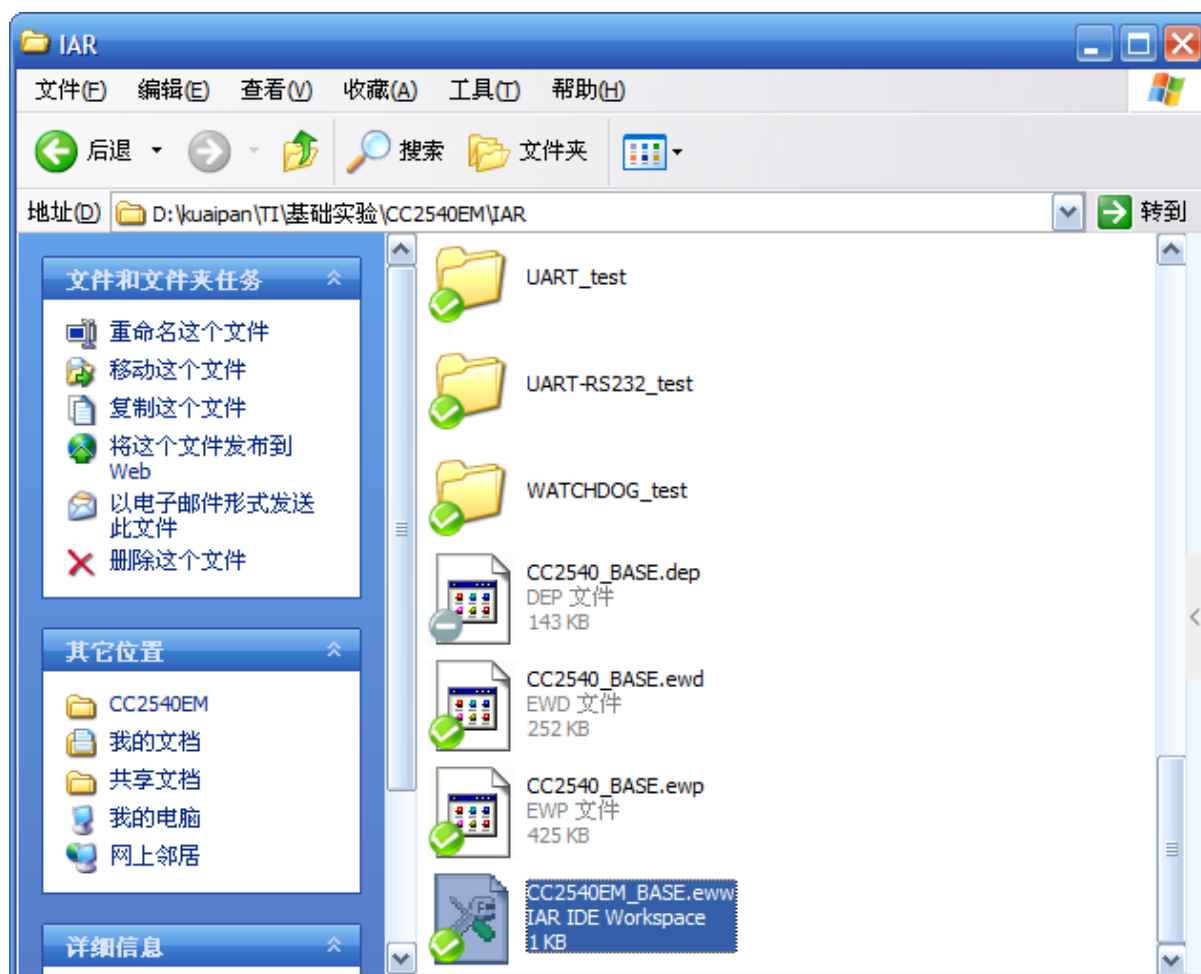 IAR
文件(F) 编辑(E) 查看(V) 收藏(A) 工具(T) 帮助(H)
后退 搜索 文件夹
地址(D) D:\kuaipan\TI\基础实验\CC2540EM\IAR 转到
文件和文件夹任务
重命名这个文件
移动这个文件
复制这个文件
将这个文件发布到
Web
以电子邮件形式发送
此文件
删除这个文件
其它位置
CC2540EM
我的文档
共享文档
我的电脑
网上邻居
详细信息
UART_test
UART-RS232_test
WATCHDOG_test
CC2540_BASE.dep
DEP 文件
143 KB
CC2540_BASE.ewd
EWD 文件
252 KB
CC2540_BASE.ewp
EWP 文件
425 KB
CC2540EM_BASE.eww
IAR IDE Workspace
1 KB